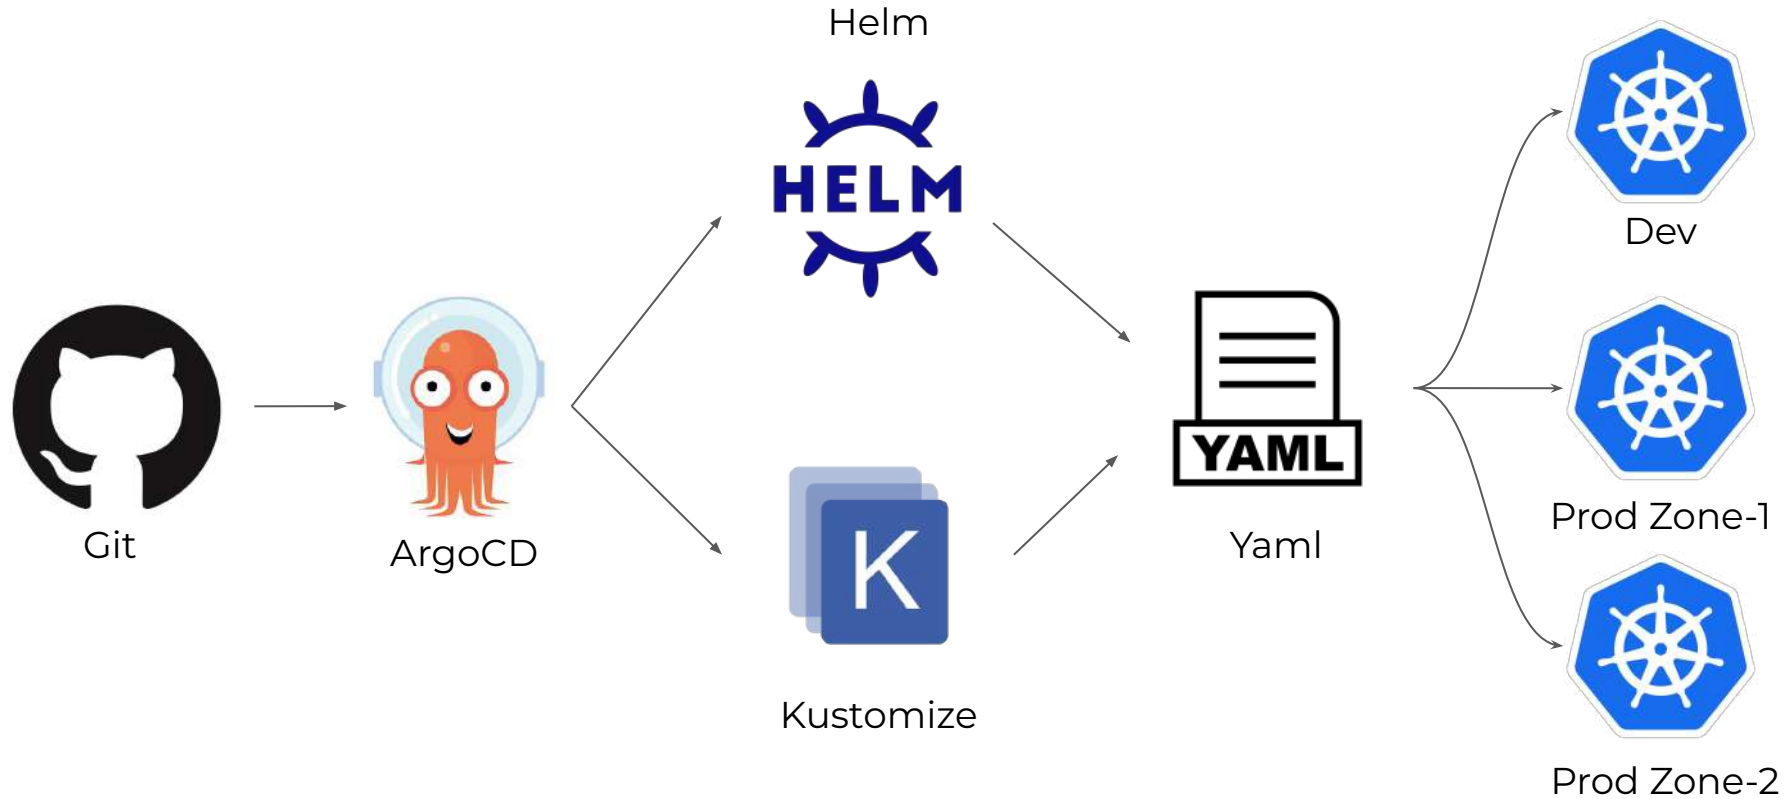 Helm
HELM
Git
ArgoCD
K
Kustomize
YAML
Yaml
Dev
Prod Zone-1
Prod Zone-2